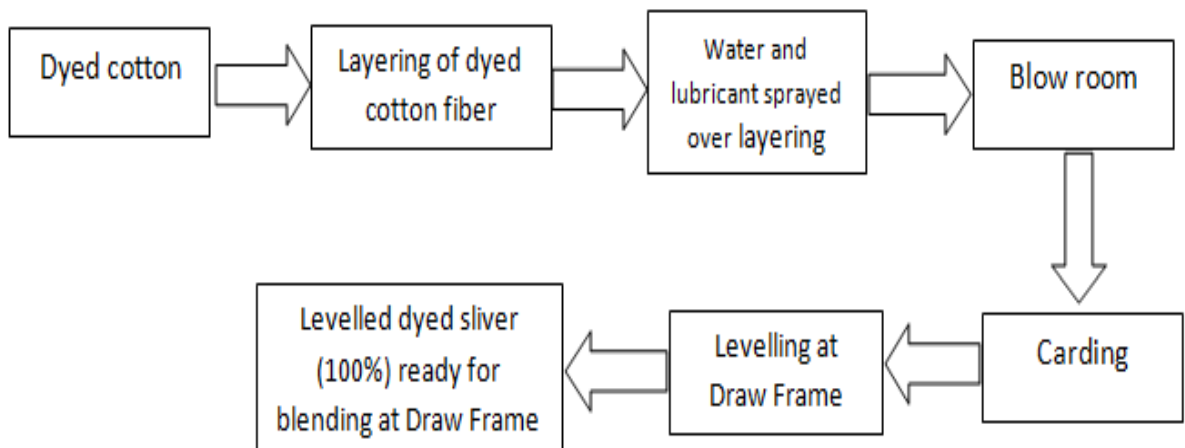 Dyed cotton
Layering of dyed
cotton fiber
Water and
lubricant sprayed
over layering
Blow room
Carding
Levelling at
Draw Frame
Levelled dyed sliver
(100%) ready for
blending at Draw Frame